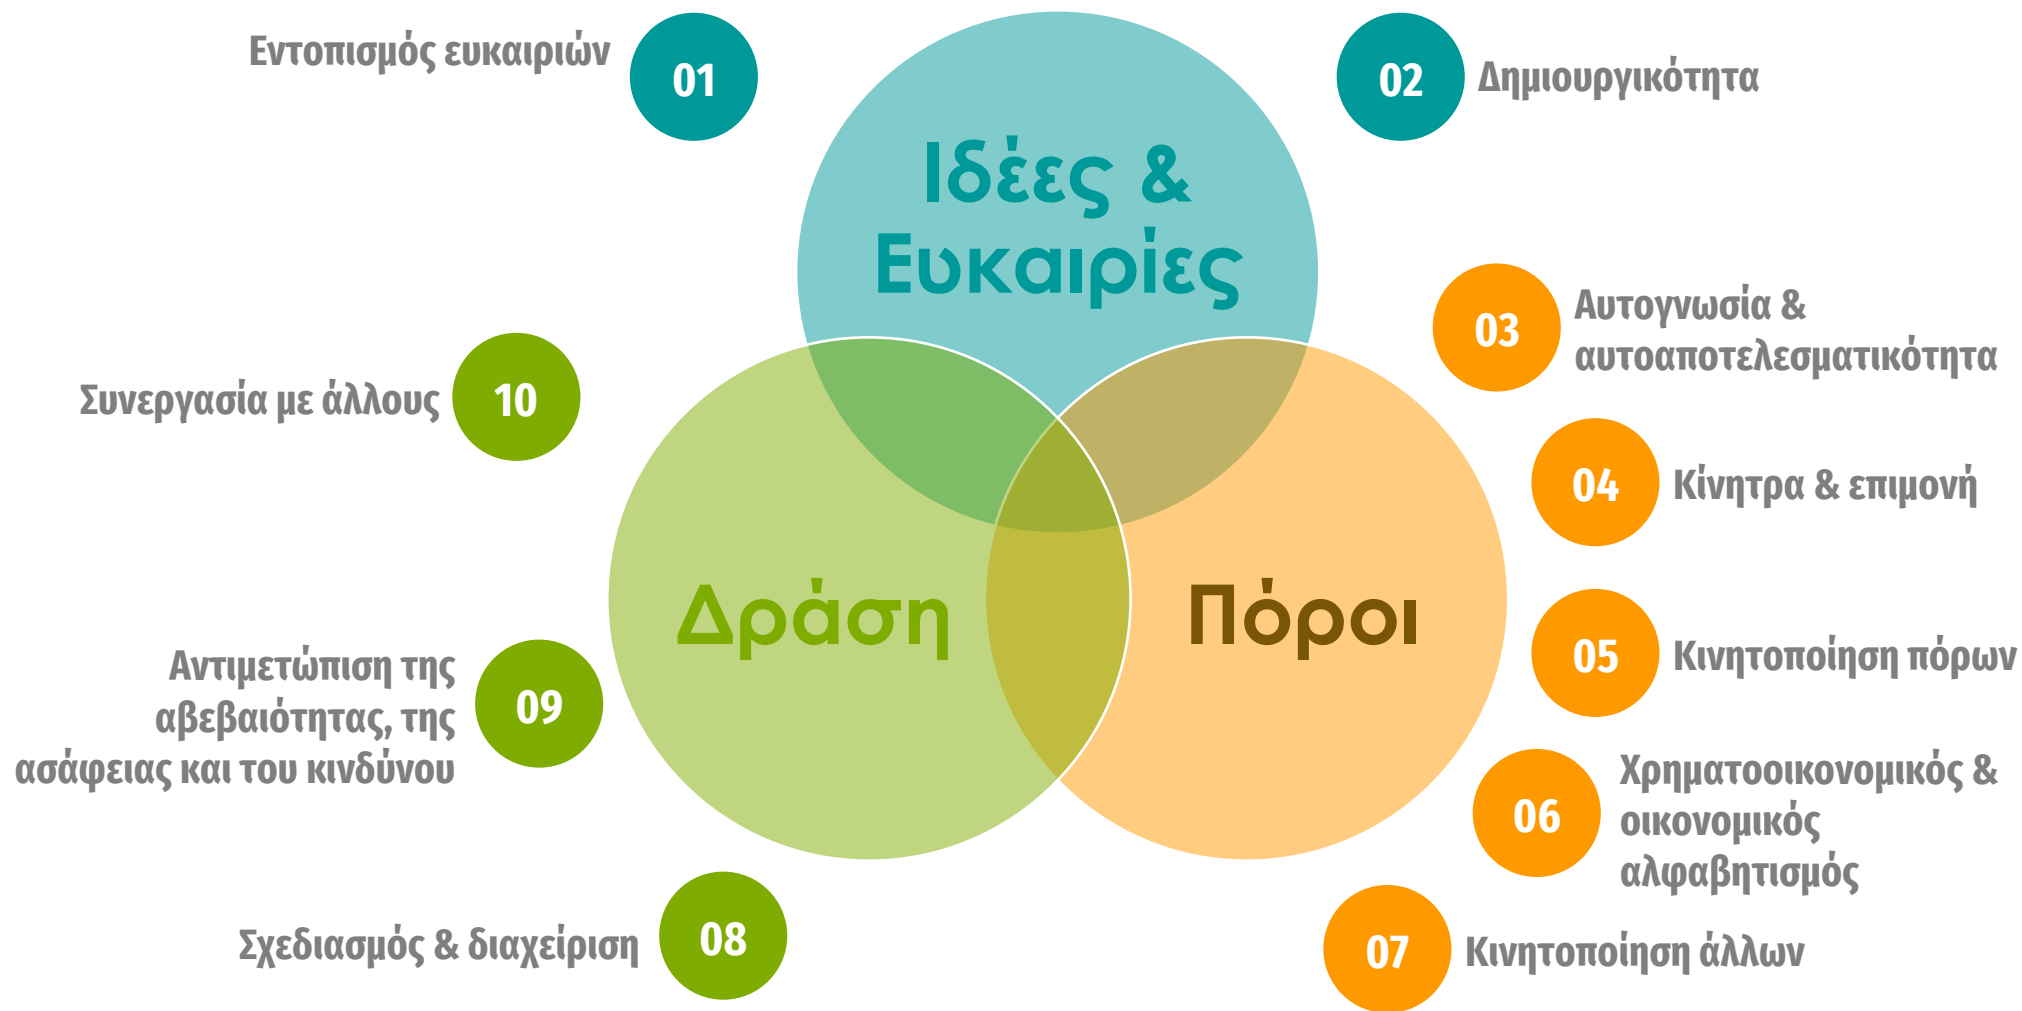 Εντοπισμός ευκαιριών
01
02
Δημιουργικότητα
Ιδέες &
Ευκαιρίες
03
Αυτογνωσία &
αυτοαποτελεσματικότητα
04
Κίνητρα & επιμονή
05
Κινητοποίηση πόρων
06
Χρηματοοικονομικός &
οικονομικός
αλφαβητισμός
07
Κινητοποίηση άλλων
Πόροι
Δράση
08
Σχεδιασμός & διαχείριση
09
Αντιμετώπιση της
αβεβαιότητας, της
ασάφειας και του κινδύνου
10
Συνεργασία με άλλους